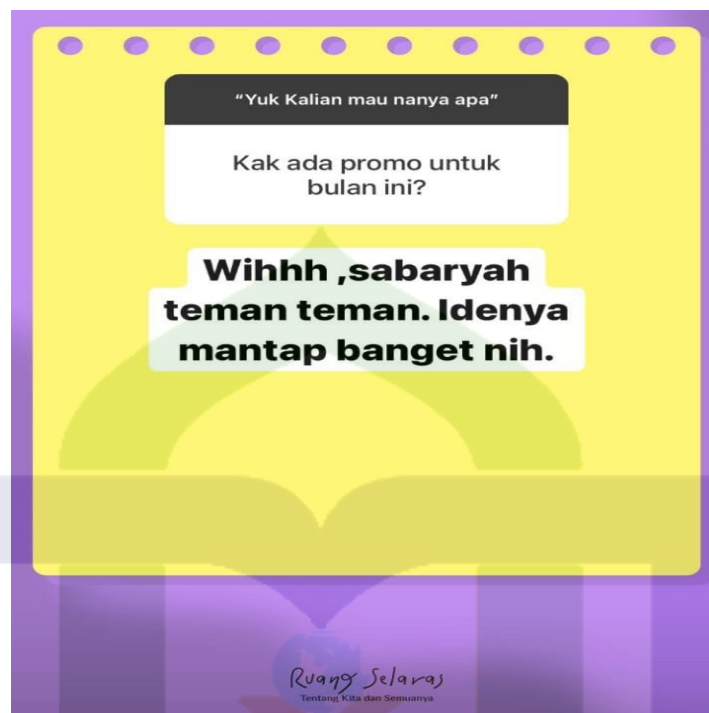 “Yuk Kalian mau nanya apa”
Kak ada promo untuk
bulan ini?
Wihhh ,sabaryah
teman teman. Idenya
mantap banget nih.
Ruang Selaras
Tentang Kita dan Semuanya